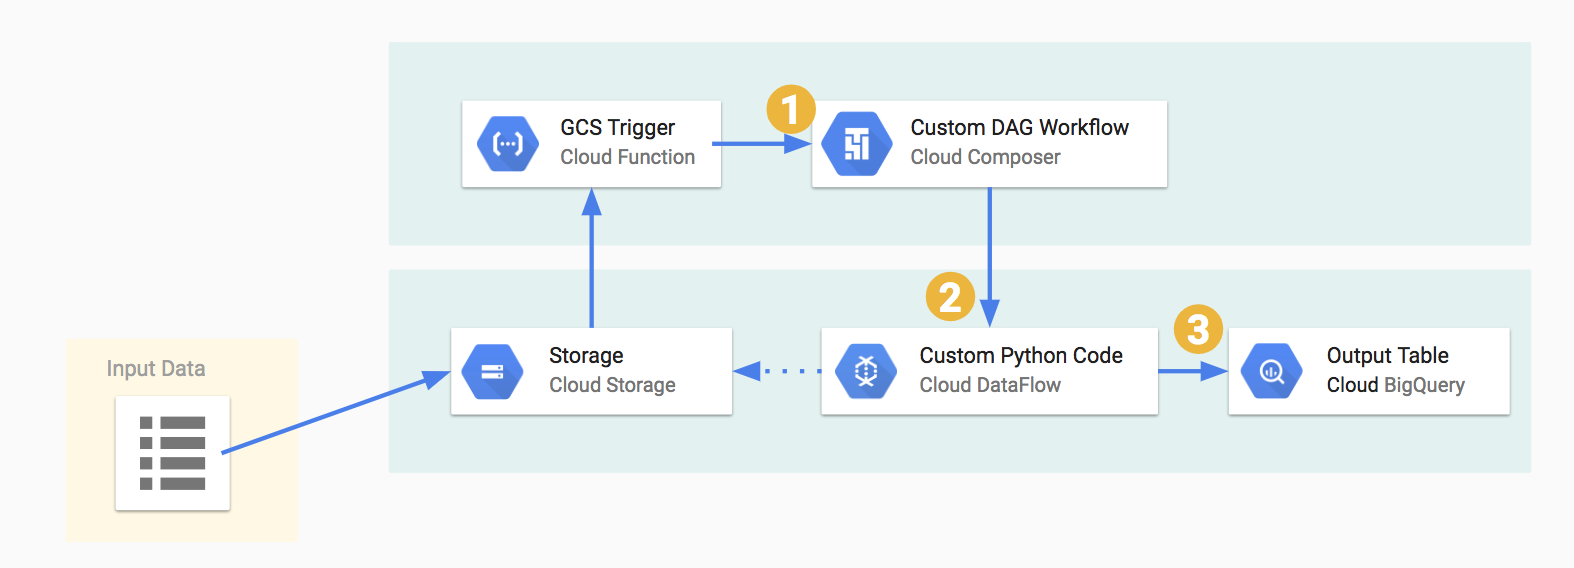 1
GCS Trigger
Cloud Function
Custom DAG Workflow
Cloud Composer
2
3
Input Data
Storage
Cloud Storage
Custom Python Code
Cloud DataFlow
Output Table
Cloud BigQuery